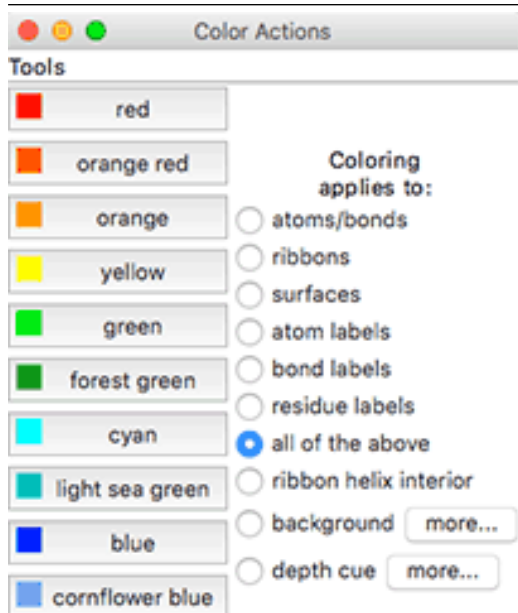 Color Actions
Tools
red
orange red
orange
yellow
green
forest green
cyan
light sea green
blue
cornflower blue
Coloring
applies to:
atoms/bonds
ribbons
surfaces
atom labels
bond labels
residue labels
all of the above
ribbon helix interior
background more...
depth cue more...